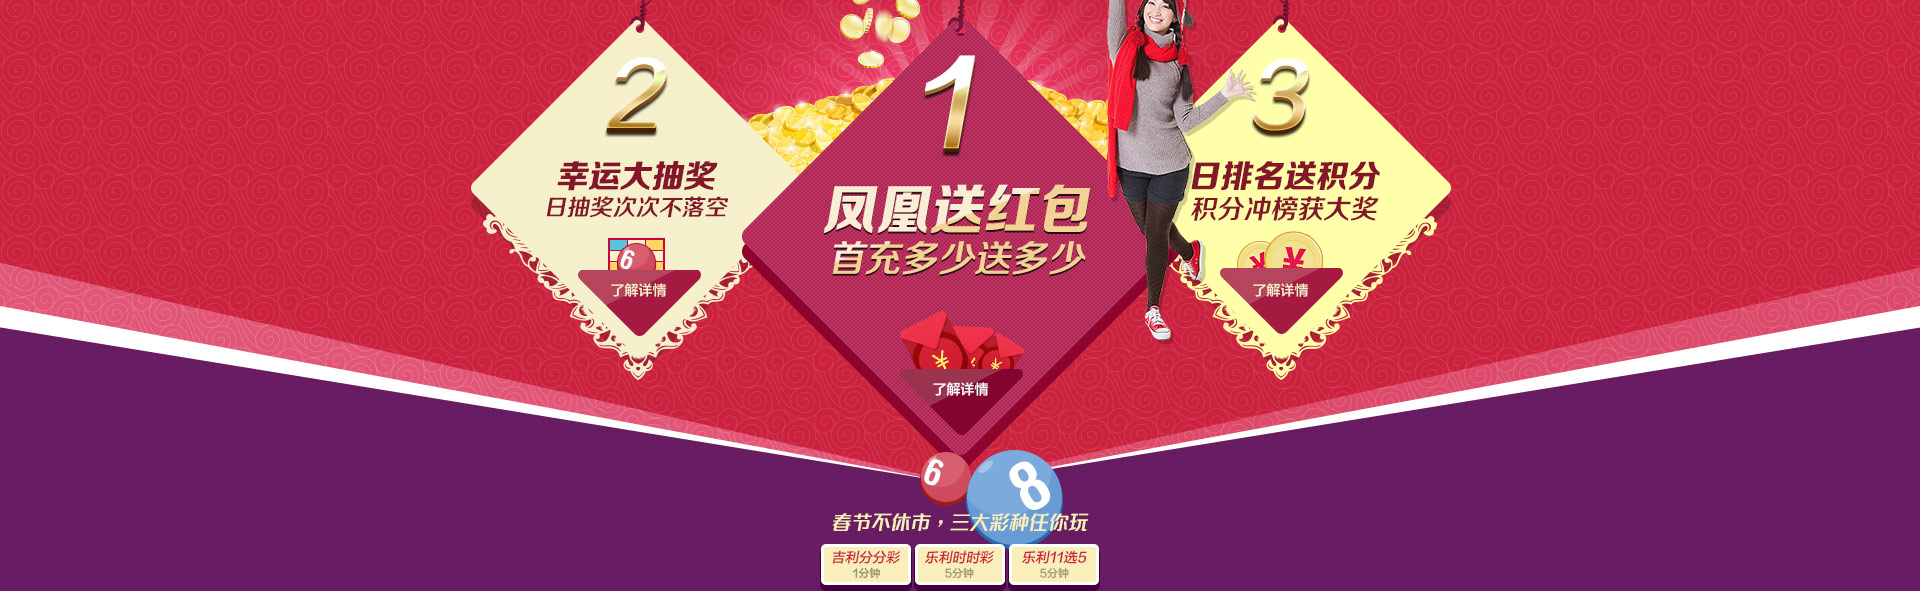 2
幸运大抽奖
日抽奖次次不落空
6
了解详情
1
凤凰送红包
首充多少送多少
¥
¥
¥
了解详情
3
日排名送积分
积分冲榜获大奖
¥
¥
了解详情
6
8
春节不休市，三大彩种任你玩
吉利分分彩
1分钟
乐利时时彩
5分钟
乐利11选5
5分钟